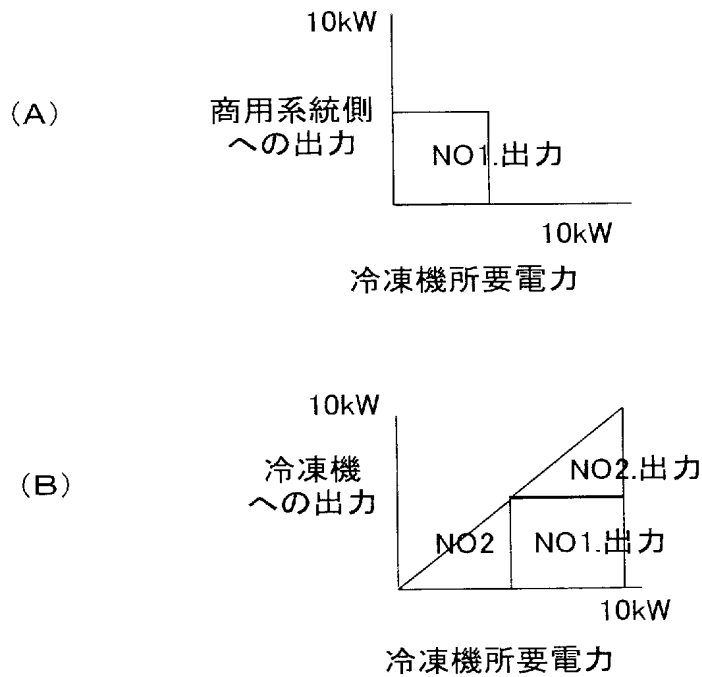 10kW
(A)
商用系統側
への出力
NO1.出力
10kW
冷凍機所要電力
10kW
(B)
冷凍機
への出力
NO2.出力
NO2
NO1.出力
10kW
冷凍機所要電力